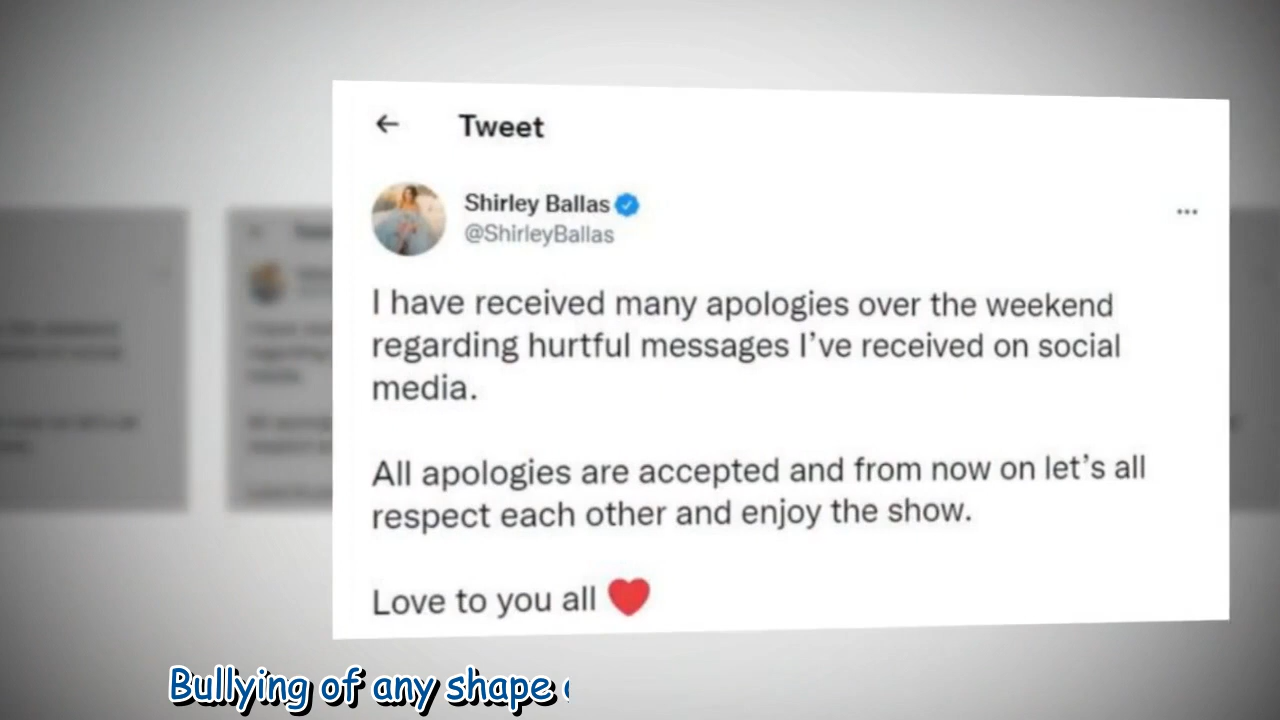 Tweet
Shirley Ballas
@ShirleyBallas
I have received many apologies over the weekend
regarding hurtful messages I've received on social
media.
All apologies are accepted and from now on let's all
respect each other and enjoy the show.
Love to you all ❤️
Bullying of any shape